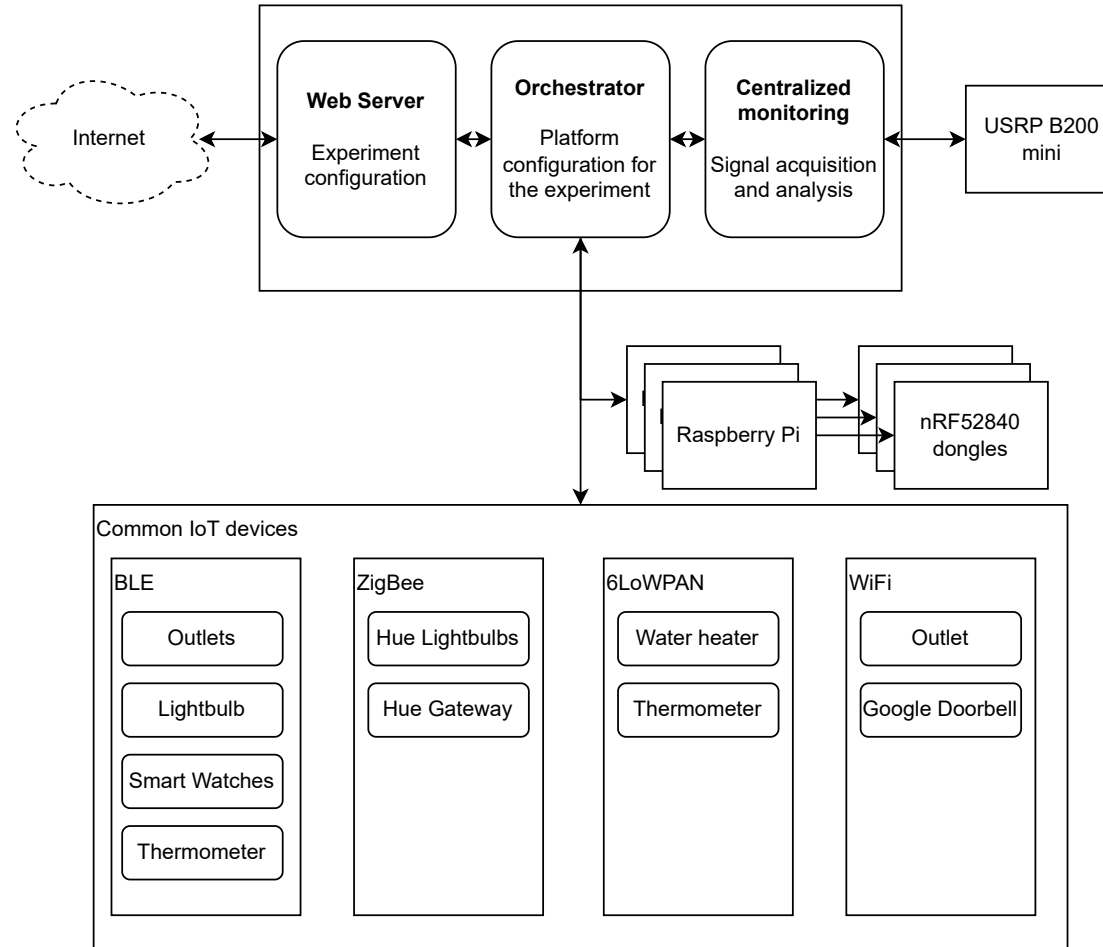 Internet
Web Server
Experiment
configuration
Orchestrator
Platform
configuration for
the experiment
Centralized
monitoring
Signal acquisition
and analysis
USRP B200
mini
Raspberry Pi
nRF52840
dongles
Common IoT devices
BLE
Outlets
Lightbulb
Smart Watches
Thermometer
ZigBee
Hue Lightbulbs
Hue Gateway
6LoWPAN
Water heater
Thermometer
WiFi
Outlet
Google Doorbell